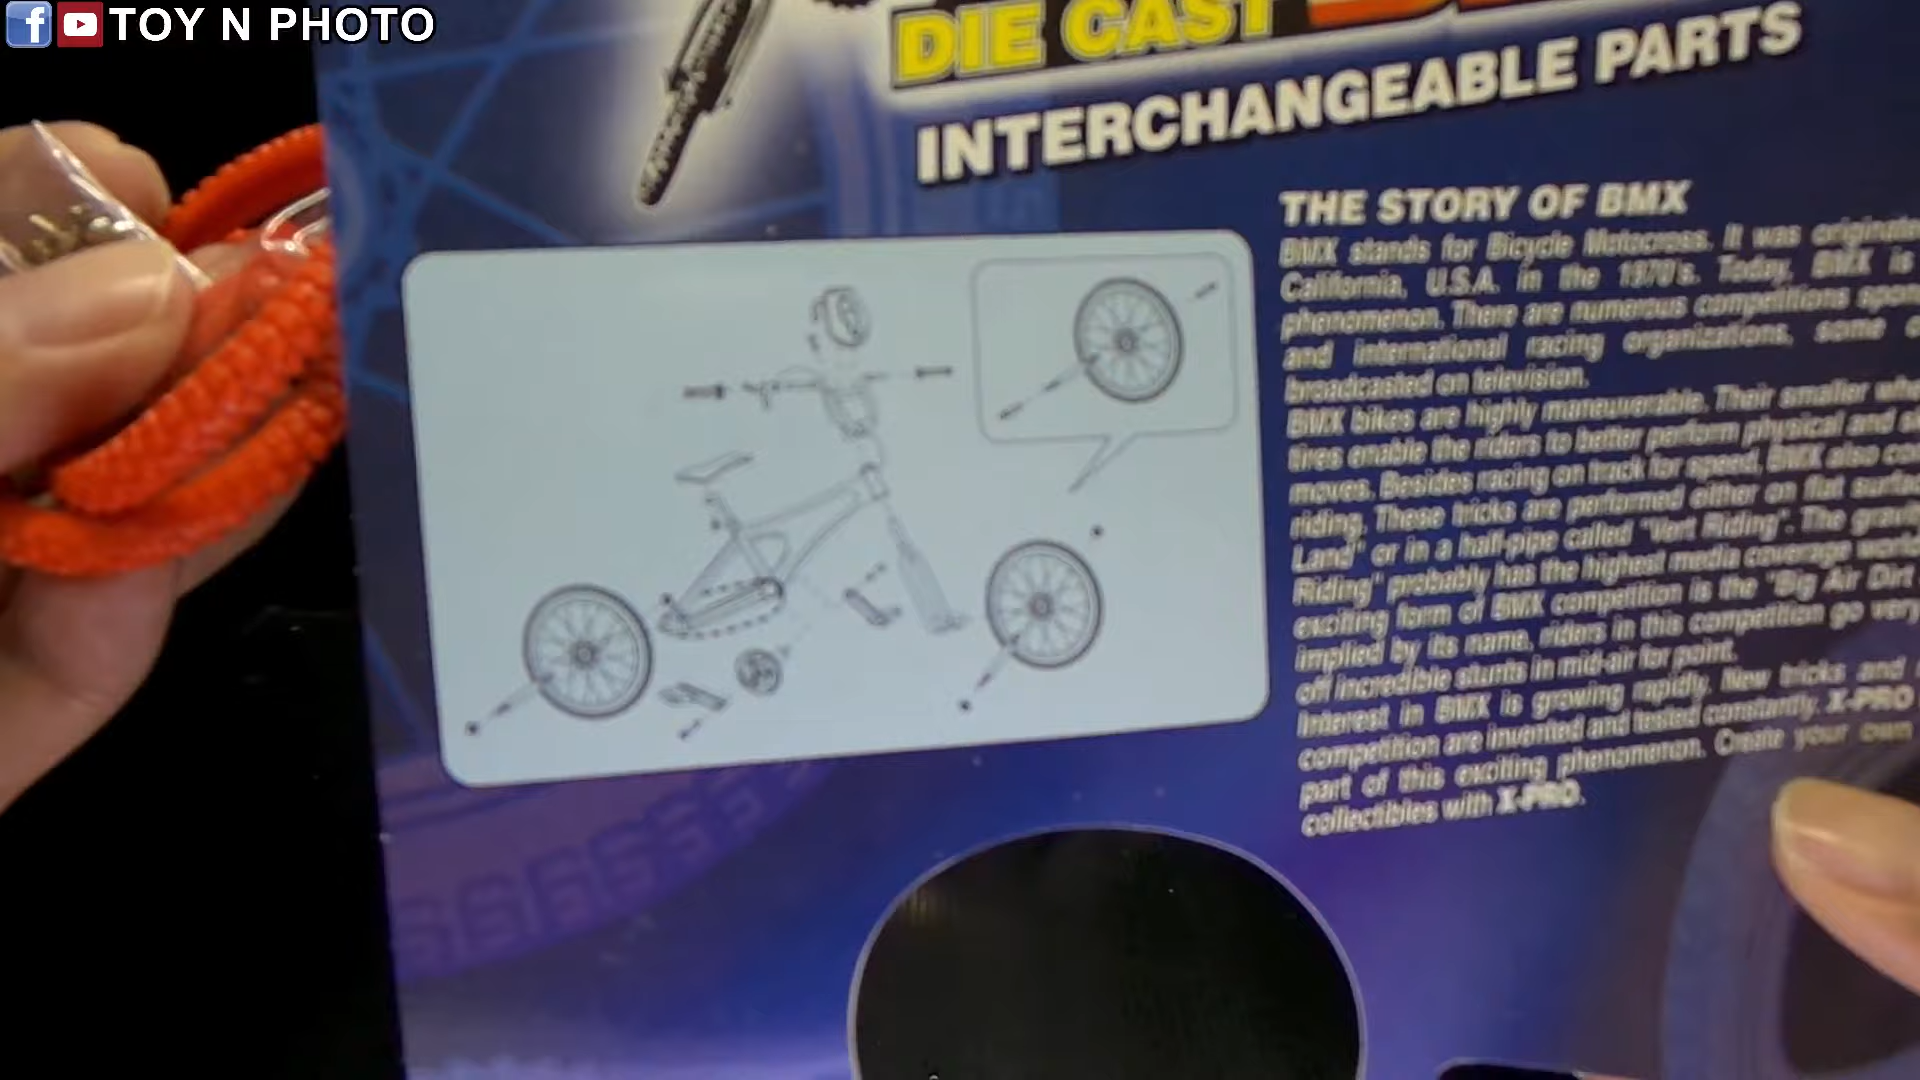 TOY N PHOTO
DIE CAST
INTERCHANGEABLE PARTS
THE STORY OF BMX
BMX stands for Bicycle Motocross. It was originate
California, U.S.A. in the 1970's. Today, BMX is
phenomenon. There are numerous competitions spon
and international racing organizations, some o
broadcasted on television.
BMX bikes are highly maneuverable. Their smaller whe
tires enable the riders to better perform physical and
moves. Besides racing on track for speed, BMX also
riding. These tricks are performed either on flat
Land" or in a half-pipe called "Vert Riding". The
Riding" probably has the highest media coverage
exciting form of BMX competition is the "Big Air Dirt
implied by its name, riders in this competition go very
off incredible stunts in mid-air for point.
Interest in BMX is growing rapidly. New tricks and
competition are invented and tested constantly. X-PRO
part of this exciting phenomenon. Create your own
collectibles with X-PRO.